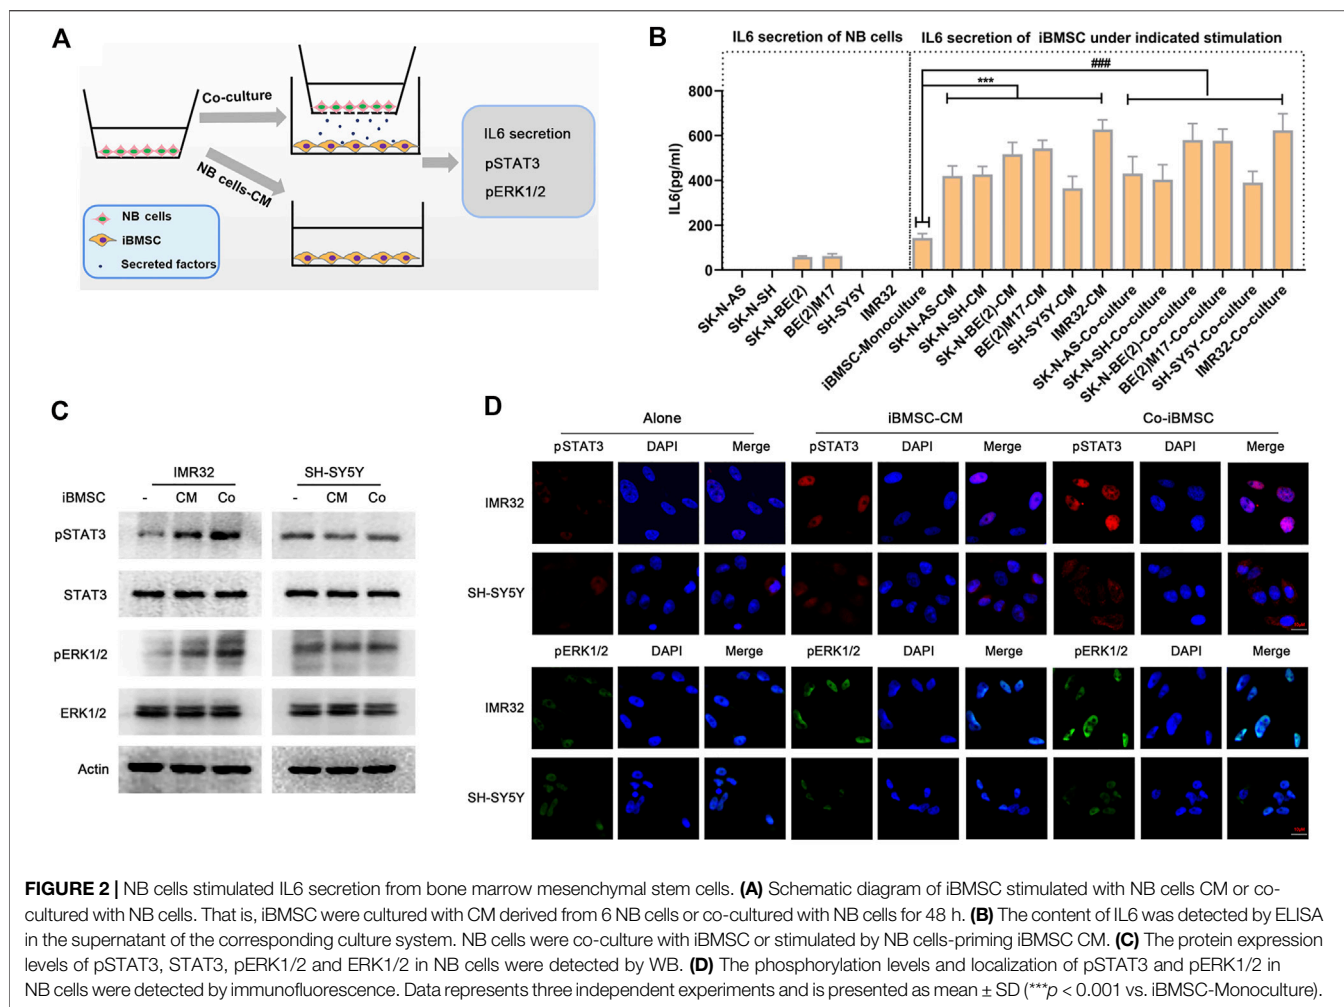 A
Co-culture
NB cells-CM
IL6 secretion
pSTAT3
pERK1/2
NB cells
iBMSC
Secreted factors
B
IL6 secretion of NB cells
IL6 secretion of iBMSC under indicated stimulation
###
***
IL6(pg/ml)
800
600
400
200
0
SK-N-AS
SK-N-SH
SK-N-BE(2)
BE(2)M17
SH-SY5Y
IMR32
iBMSC-Monoculture
SK-N-AS-CM
SK-N-SH-CM
SK-N-BE(2)-CM
BE(2)M17-CM
SH-SY5Y-CM
IMR32-CM
SK-N-AS-Co-culture
SK-N-SH-Co-culture
SK-N-BE(2)-Co-culture
BE(2)M17-Co-culture
SH-SY5Y-Co-culture
IMR32-Co-culture
C
IMR32 SH-SY5Y
iBMSC - CM Co - CM Co
pSTAT3
STAT3
pERK1/2
ERK1/2
Actin
D
Alone iBMSC-CM Co-iBMSC
pSTAT3 DAPI Merge pSTAT3 DAPI Merge pSTAT3 DAPI Merge
IMR32
SH-SY5Y
pERK1/2 DAPI Merge pERK1/2 DAPI Merge pERK1/2 DAPI Merge
IMR32
SH-SY5Y
FIGURE 2 | NB cells stimulated IL6 secretion from bone marrow mesenchymal stem cells. (A) Schematic diagram of iBMSC stimulated with NB cells CM or co-
cultured with NB cells. That is, iBMSC were cultured with CM derived from 6 NB cells or co-cultured with NB cells for 48 h. (B) The content of IL6 was detected by ELISA
in the supernatant of the corresponding culture system. NB cells were co-culture with iBMSC or stimulated by NB cells-priming iBMSC CM. (C) The protein expression
levels of pSTAT3, STAT3, pERK1/2 and ERK1/2 in NB cells were detected by WB. (D) The phosphorylation levels and localization of pSTAT3 and pERK1/2 in
NB cells were detected by immunofluorescence. Data represents three independent experiments and is presented as mean ± SD (***p < 0.001 vs. iBMSC-Monoculture).